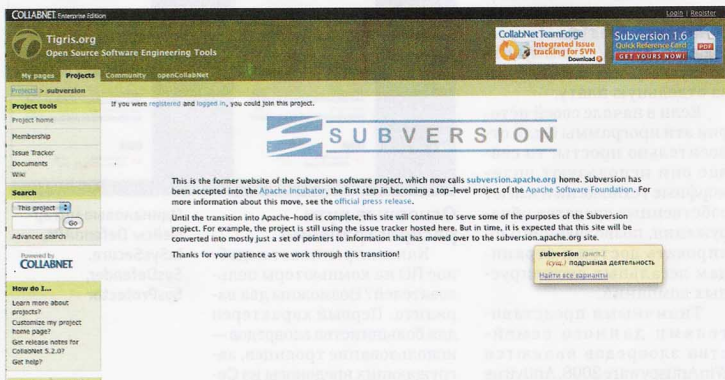 COLLABNET Enterprise Edition
Login | Register
Tigris.org
Open Source Software Engineering Tools
CollabNet TeamForge
Integrated Issue
tracking for SVN
Download
Subversion 1.6
Quick Reference Card
GET YOURS NOW!
PDF
My pages Projects Community openCollabNet
Projects > subversion
Project tools
Project home
Membership
Issue Tracker
Documents
Wiki
Search
This project
Go
Advanced search
Powered by
COLLABNET
How do I...
Learn more about
projects?
Customize my project
home page?
Get release notes for
CollabNet 5.2.0?
Get help?
If you were registered and logged in, you could join this project.
SUBVERSION
This is the former website of the Subversion software project, which now calls subversion.apache.org home. Subversion has
been accepted into the Apache Incubator, the first step in becoming a top-level project of the Apache Software Foundation. For
more information about this move, see the official press release.
Until the transition into Apache-hood is complete, this site will continue to serve some of the purposes of the Subversion
project. For example, the project is still using the issue tracker hosted here. But in time, it is expected that this site will be
converted into mostly just a set of pointers to information that has moved over to the subversion.apache.org site.
Thanks for your patience as we work through this transition!
subversion (англ.)
(сущ.) подрывная деятельность
Найти все варианты